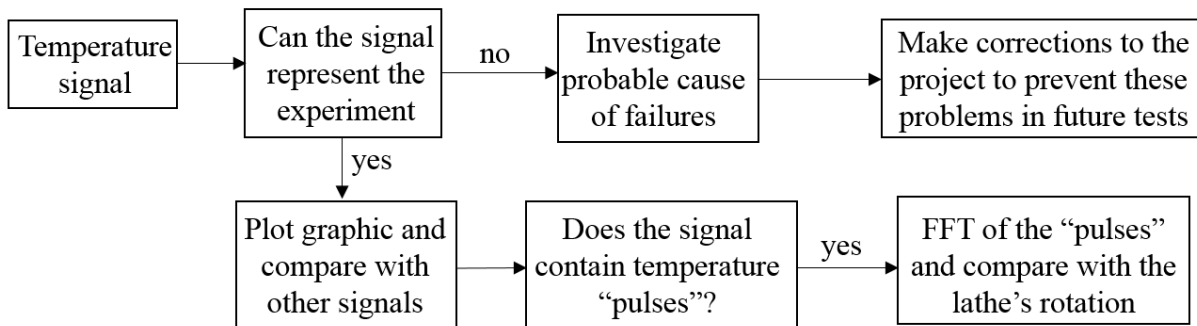 Temperature
signal
Can the signal
represent the
experiment
no
Investigate
probable cause
of failures
Make corrections to the
project to prevent these
problems in future tests
yes
Plot graphic and
compare with
other signals
Does the signal
contain temperature
“pulses”?
yes
FFT of the “pulses”
and compare with the
lathe’s rotation